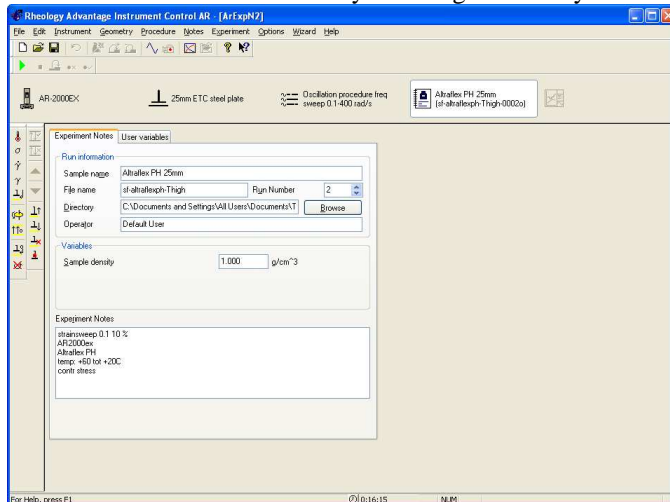 Rheology Advantage Instrument Control AR - [ArExpN2]
File Edit Instrument Geometry Procedure Notes Experiment Options Wizard Help
AR-2000EX
25mm ETC steel plate
Oscillation procedure freq
sweep 0.1-400 rad/s
Altraflex PH 25mm
(sf-altraflexph-Thigh-0002o)
Experiment Notes User variables
Run information
Sample name Altraflex PH 25mm
File name sf-altraflexph-Thigh Run Number 2
Directory C:\Documents and Settings\All Users\Documents\T Browse
Operator Default User
Variables
Sample density 1.000 g/cm^3
Experiment Notes
strainsweep 0.1 10 %
AR2000ex
Altraflex PH
temp: +60 tot +20C
contr stress
For Help, press F1 0:16:15 NUM